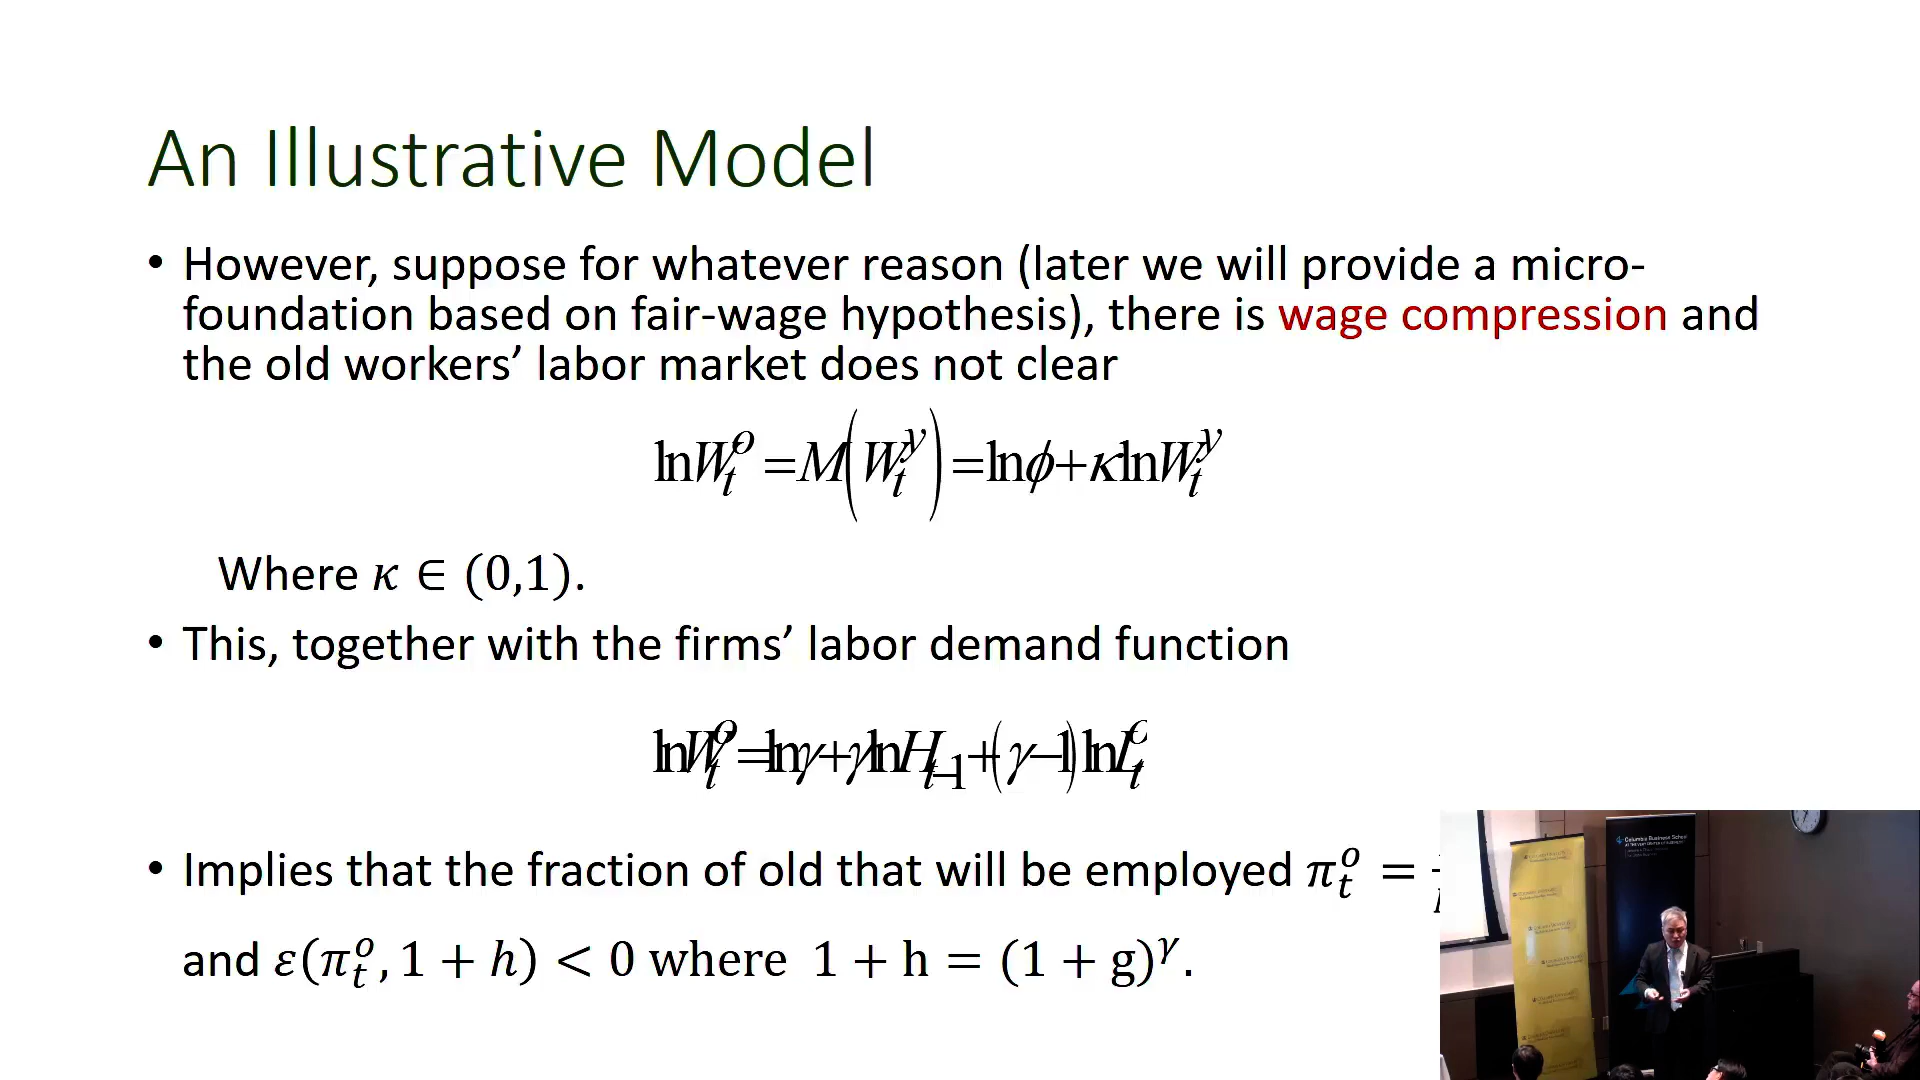 An Illustrative Model
• However, suppose for whatever reason (later we will provide a micro-
foundation based on fair-wage hypothesis), there is wage compression and
the old workers’ labor market does not clear
lnW_t^o = M(W_t^y) = lnϕ + κlnW_t^y
Where κ ∈ (0,1).
• This, together with the firms’ labor demand function
lnW_t^o = lnγ + γlnH_{t-1} + (γ-1)lnL_t^o
• Implies that the fraction of old that will be employed π_t^o =
and ε(π_t^o, 1 + h) < 0 where 1 + h = (1 + g)^γ.
Columbia Business School